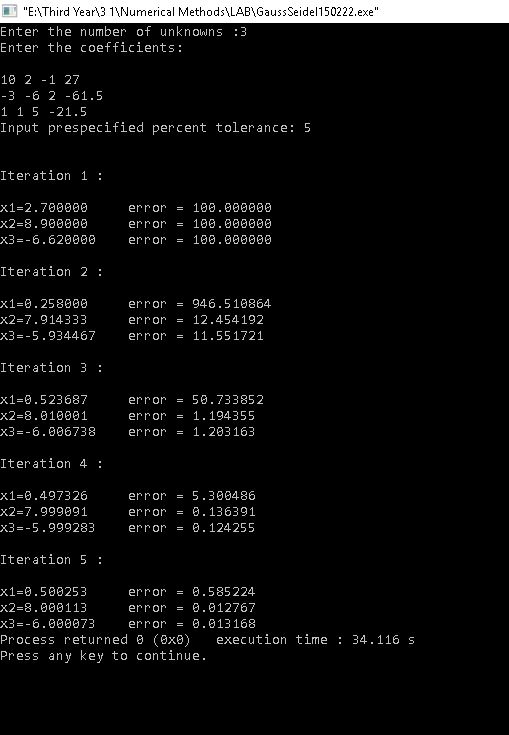 "E:\Third Year\3 1\Numerical Methods\LAB\GaussSeidel150222.exe"
Enter the number of unknowns :3
Enter the coefficients:
10 2 -1 27
-3 -6 2 -61.5
1 1 5 -21.5
Input prespecified percent tolerance: 5
Iteration 1 :
x1=2.700000 error = 100.000000
x2=8.900000 error = 100.000000
x3=-6.620000 error = 100.000000
Iteration 2 :
x1=0.258000 error = 946.510864
x2=7.914333 error = 12.454192
x3=-5.934467 error = 11.551721
Iteration 3 :
x1=0.523687 error = 50.733852
x2=8.010001 error = 1.194355
x3=-6.006738 error = 1.203163
Iteration 4 :
x1=0.497326 error = 5.300486
x2=7.999091 error = 0.136391
x3=-5.999283 error = 0.124255
Iteration 5 :
x1=0.500253 error = 0.585224
x2=8.000113 error = 0.012767
x3=-6.000073 error = 0.013168
Process returned 0 (0x0) execution time : 34.116 s
Press any key to continue.